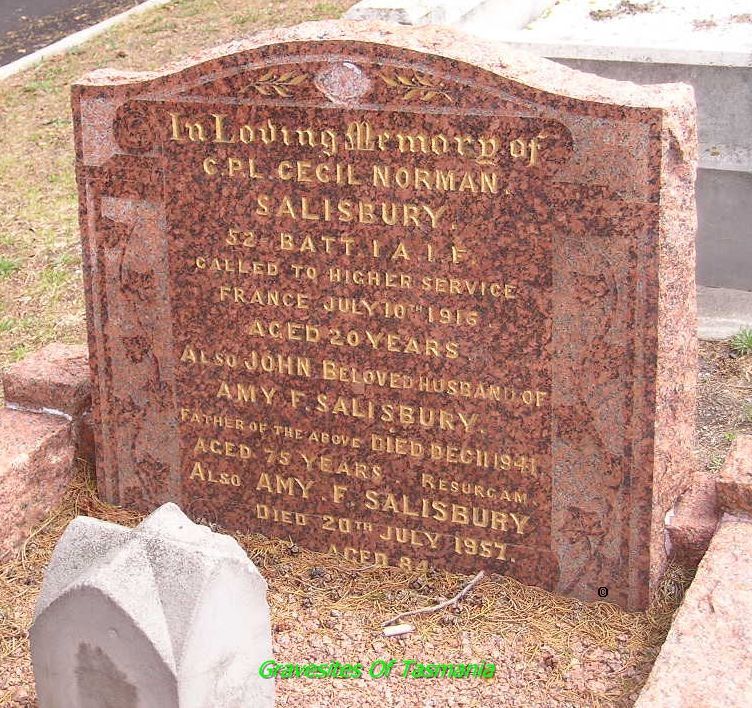 In Loving Memory of
CPL CECIL NORMAN.
SALISBURY.
52 BATT. 1 A.I.F.
CALLED TO HIGHER SERVICE
FRANCE JULY 10TH 1916
AGED 20 YEARS
ALSO JOHN BELOVED HUSBAND OF
AMY F. SALISBURY.
FATHER OF THE ABOVE DIED DEC 11 1941.
AGED 75 YEARS. RESURGAM.
ALSO AMY. F. SALISBURY
DIED 20TH JULY 1957.
AGED 84.
Gravesites Of Tasmania